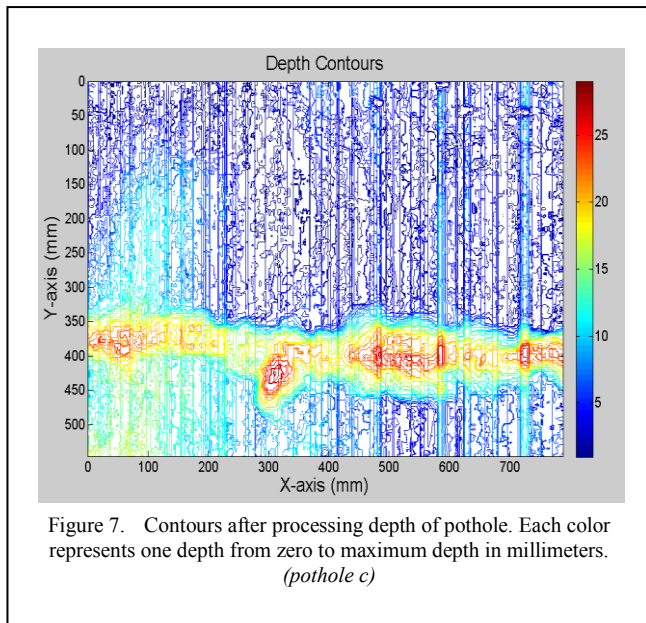 Depth Contours
0
50
100
150
200
250
300
350
400
450
500
Y-axis (mm)
0 100 200 300 400 500 600 700
X-axis (mm)
25
20
15
10
5
Figure 7. Contours after processing depth of pothole. Each color
represents one depth from zero to maximum depth in millimeters.
(pothole c)